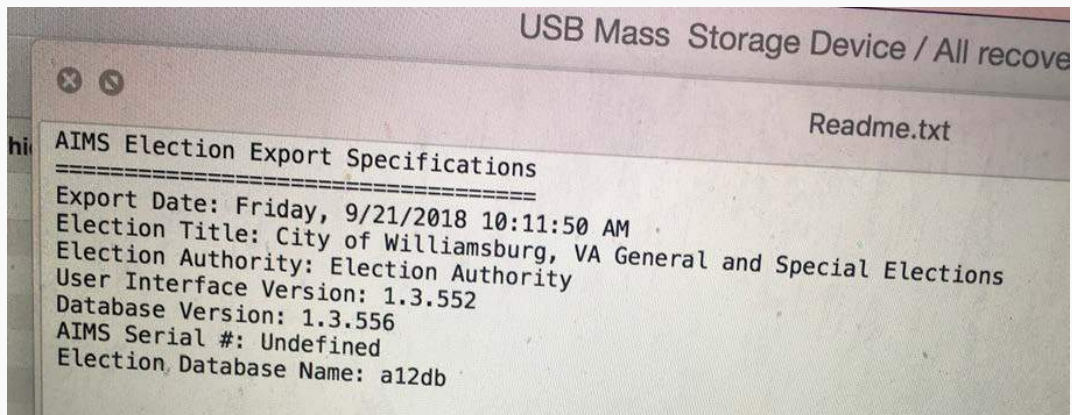 USB Mass Storage Device / All recove
Readme.txt
hi
AIMS Election Export Specifications
===================================
Export Date: Friday, 9/21/2018 10:11:50 AM
Election Title: City of Williamsburg, VA General and Special Elections
Election Authority: Election Authority
User Interface Version: 1.3.552
Database Version: 1.3.556
AIMS Serial #: Undefined
Election Database Name: a12db